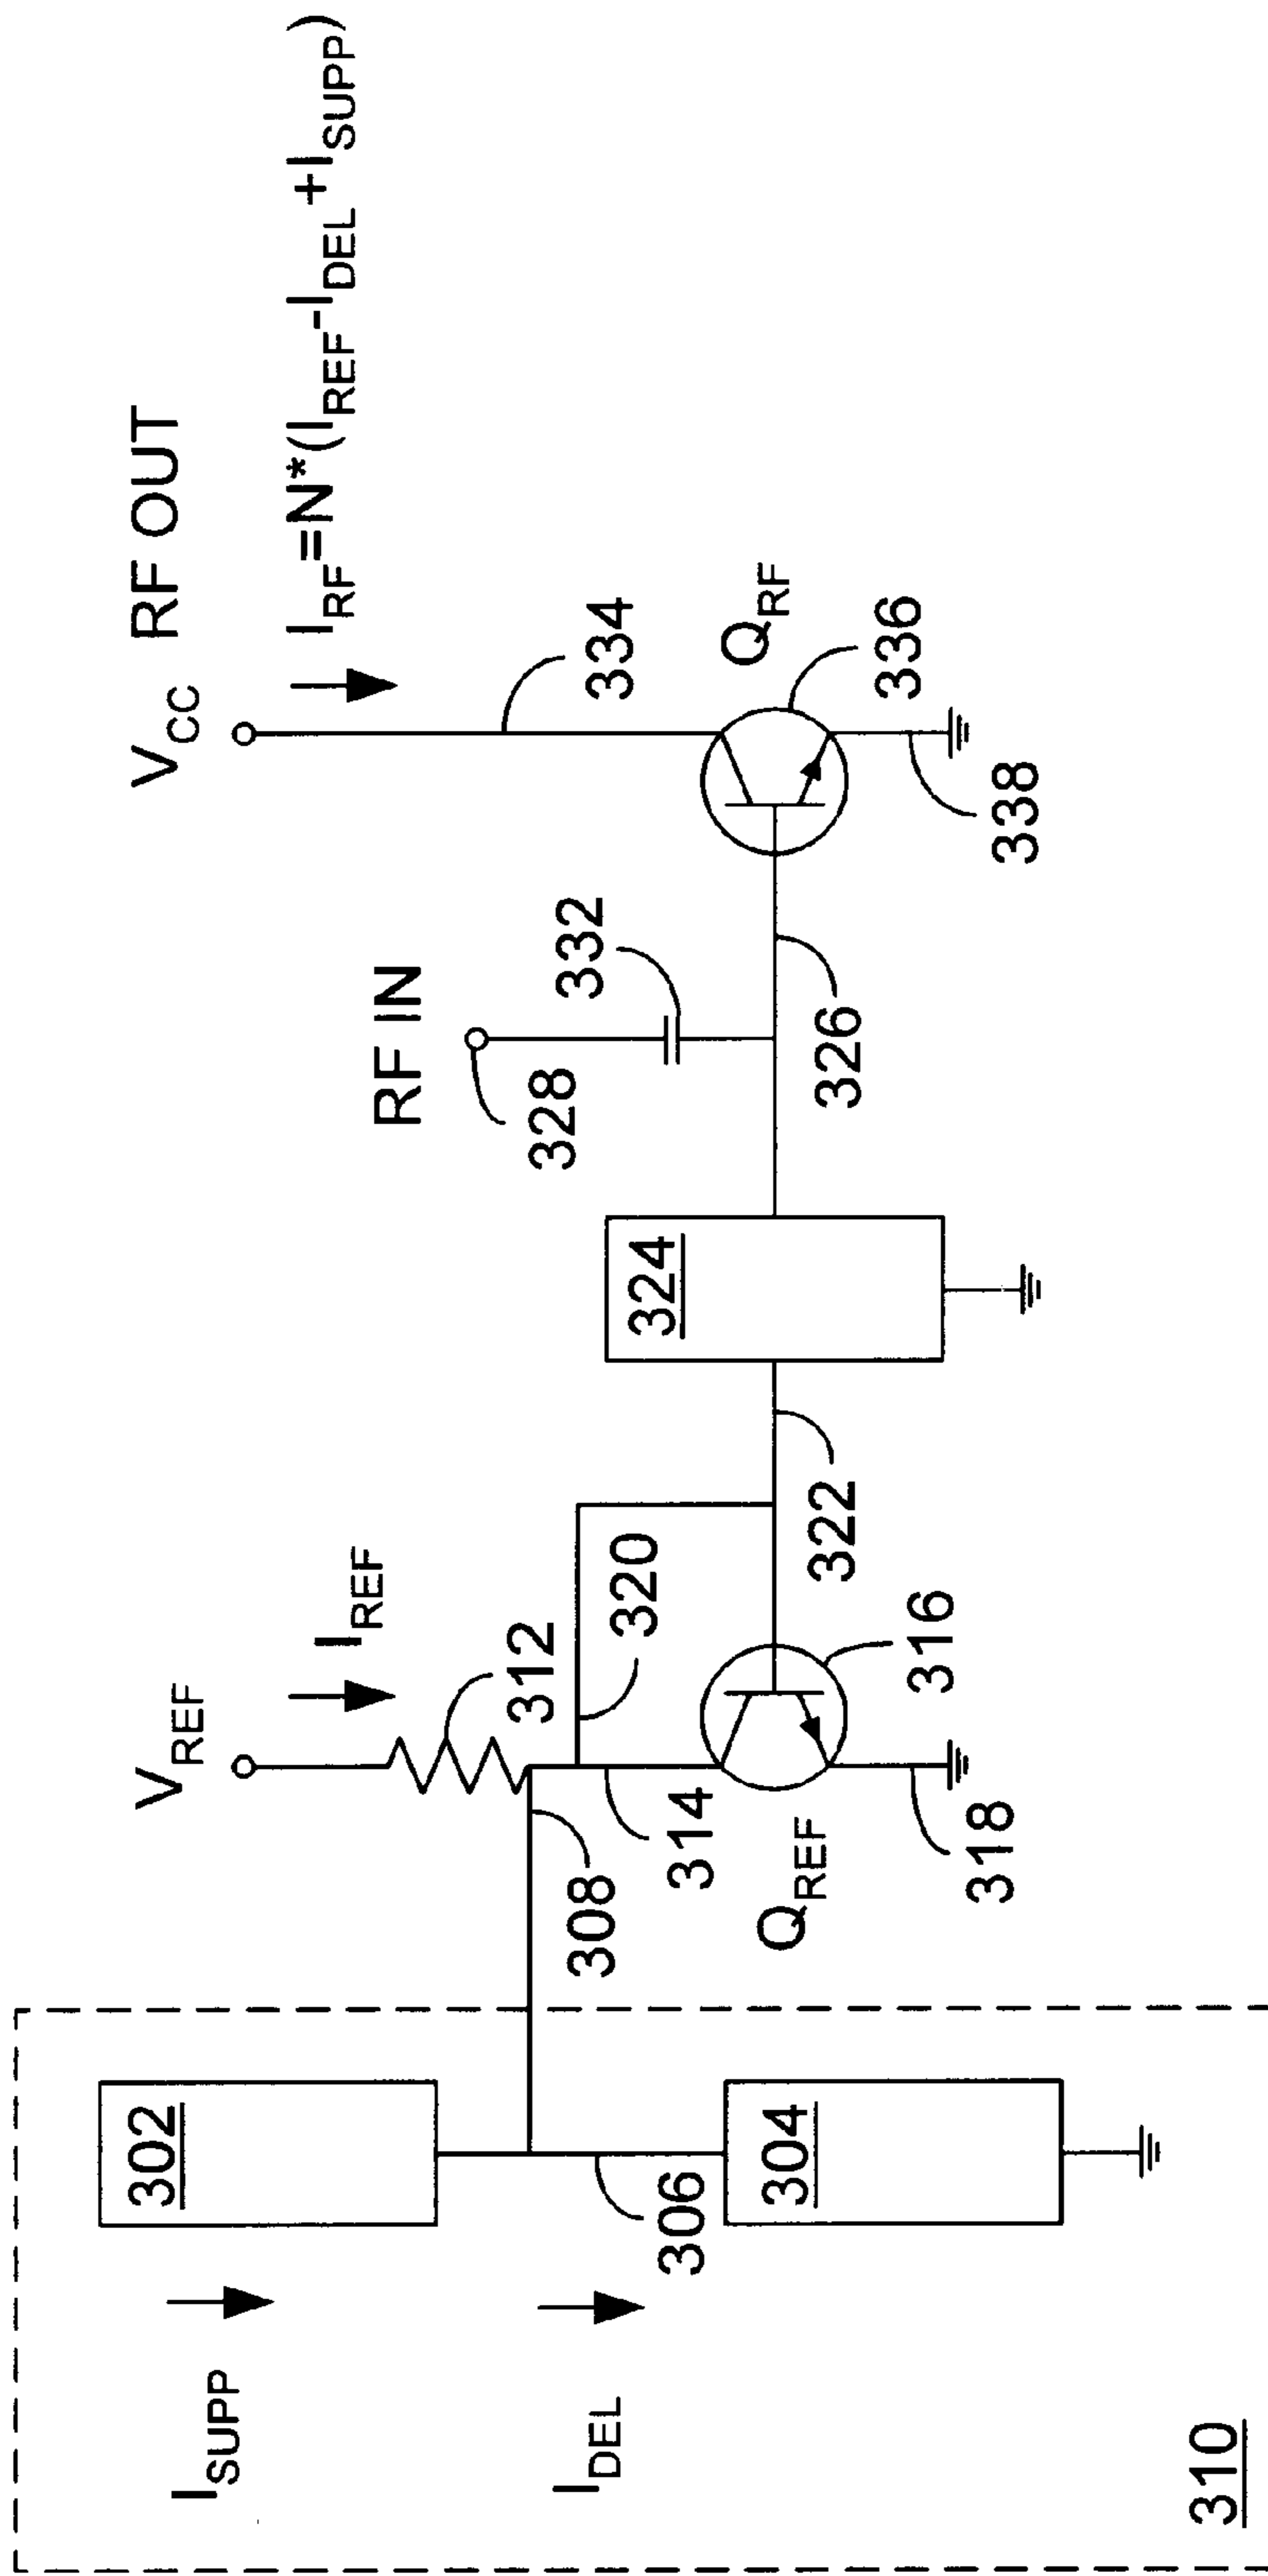 V_REF
V_CC RF OUT
I_REF
I_RF=N*(I_REF-I_DEL+I_SUPP)
I_SUPP
302
312
RF IN
308
320
328
332
334
I_DEL
306
314
324
304
Q_REF
316
322
326
Q_RF
336
318
338
310